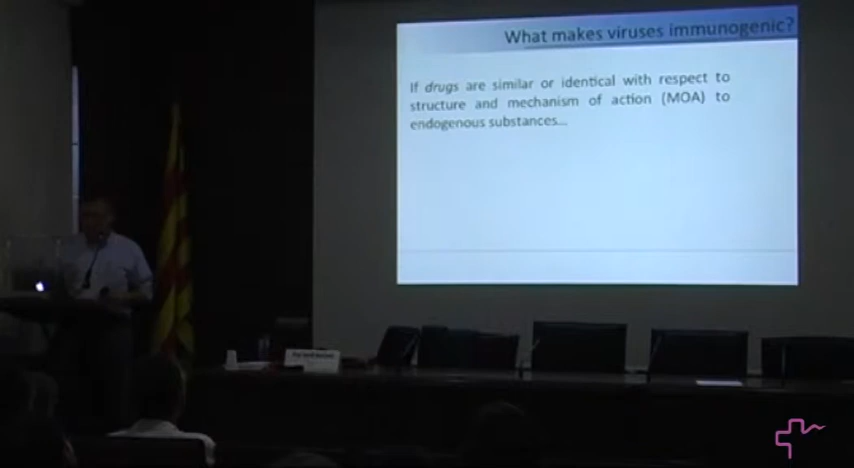 What makes viruses immunogenic?
If drugs are similar or identical with respect to
structure and mechanism of action (MOA) to
endogenous substances...